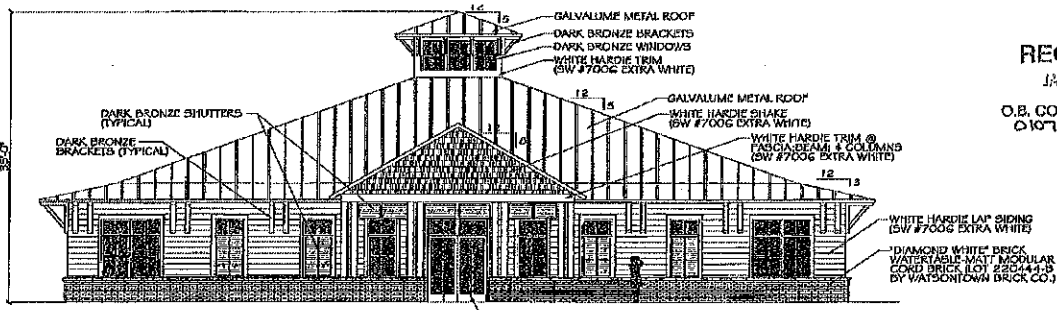 12
5
GALVALUME METAL ROOF
DARK BRONZE BRACKETS
DARK BRONZE WINDOWS
WHITE HARDIE TRIM
(SW #7006 EXTRA WHITE)
12
5
GALVALUME METAL ROOF
WHITE HARDIE SHAKE
(SW #7006 EXTRA WHITE)
12
8
WHITE HARDIE TRIM @
FASCIA, BEAM, & COLUMNS
(SW #7006 EXTRA WHITE)
12
3
DARK BRONZE SHUTTERS
(TYPICAL)
DARK BRONZE
BRACKETS (TYPICAL)
WHITE HARDIE LAP SIDING
(SW #7006 EXTRA WHITE)
"DIAMOND WHITE" BRICK
WATERTABLE-MATT MODULAR
CORD BRICK (LOT 220444-B
BY WATSONTOWN BRICK CO.)
REC
O.B. CO